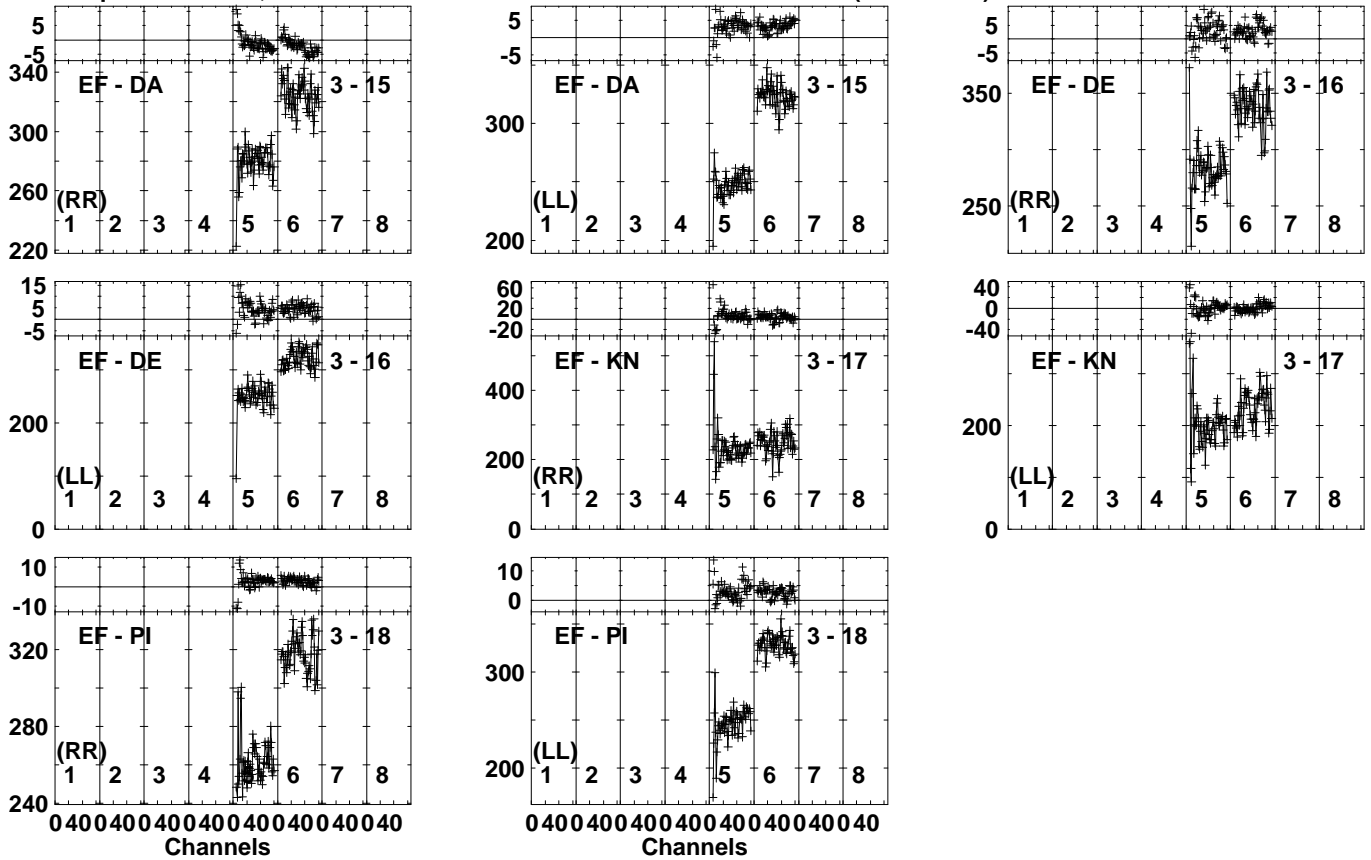 5
-5
340
300
260
220
EF - DA
3 - 15
(RR)
1 2 3 4 5 6 7 8
5
-5
300
200
EF - DA
3 - 15
(LL)
1 2 3 4 5 6 7 8
5
-5
350
250
EF - DE
3 - 16
(RR)
1 2 3 4 5 6 7 8
15
5
-5
200
0
EF - DE
3 - 16
(LL)
1 2 3 4 5 6 7 8
60
20
-20
400
200
0
EF - KN
3 - 17
(RR)
1 2 3 4 5 6 7 8
40
0
-40
200
0
EF - KN
3 - 17
(LL)
1 2 3 4 5 6 7 8
10
-10
320
280
240
EF - PI
3 - 18
(RR)
1 2 3 4 5 6 7 8
0 40 0 40 0 40 0 40 0 40 0 40 0 40 0 40
Channels
10
0
300
200
EF - PI
3 - 18
(LL)
1 2 3 4 5 6 7 8
0 40 0 40 0 40 0 40 0 40 0 40 0 40 0 40
Channels